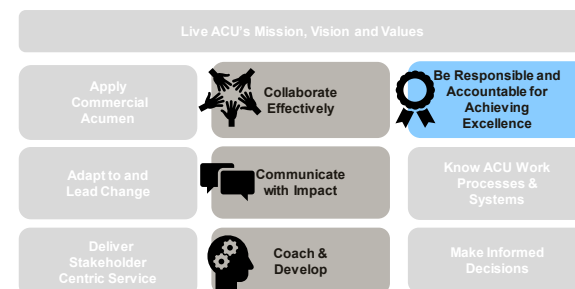 Live ACU's Mission, Vision and Values
Apply
Commercial
Acumen
Collaborate
Effectively
Be Responsible and
Accountable for
Achieving
Excellence
Adapt to and
Lead Change
Communicate
with Impact
Know ACU Work
Processes &
Systems
Deliver
Stakeholder
Centric Service
Coach &
Develop
Make Informed
Decisions